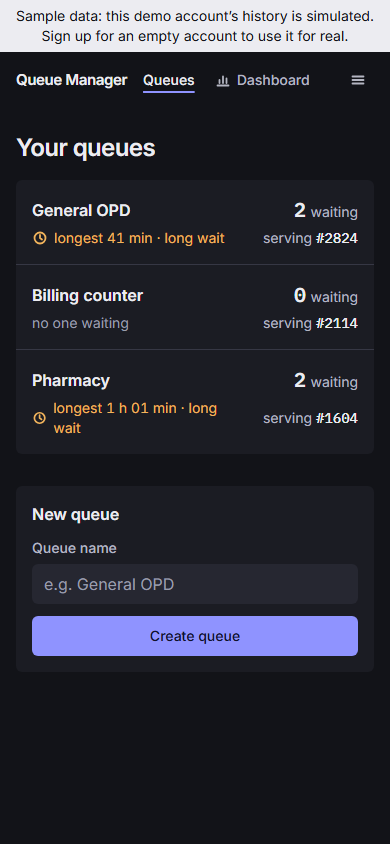 Sample data: this demo account’s history is simulated.
Sign up for an empty account to use it for real.
Queue Manager Queues Dashboard
Your queues
General OPD 2 waiting
longest 41 min · long wait serving #2824
Billing counter 0 waiting
no one waiting serving #2114
Pharmacy 2 waiting
longest 1 h 01 min · long
wait
serving #1604
New queue
Queue name
e.g. General OPD
Create queue